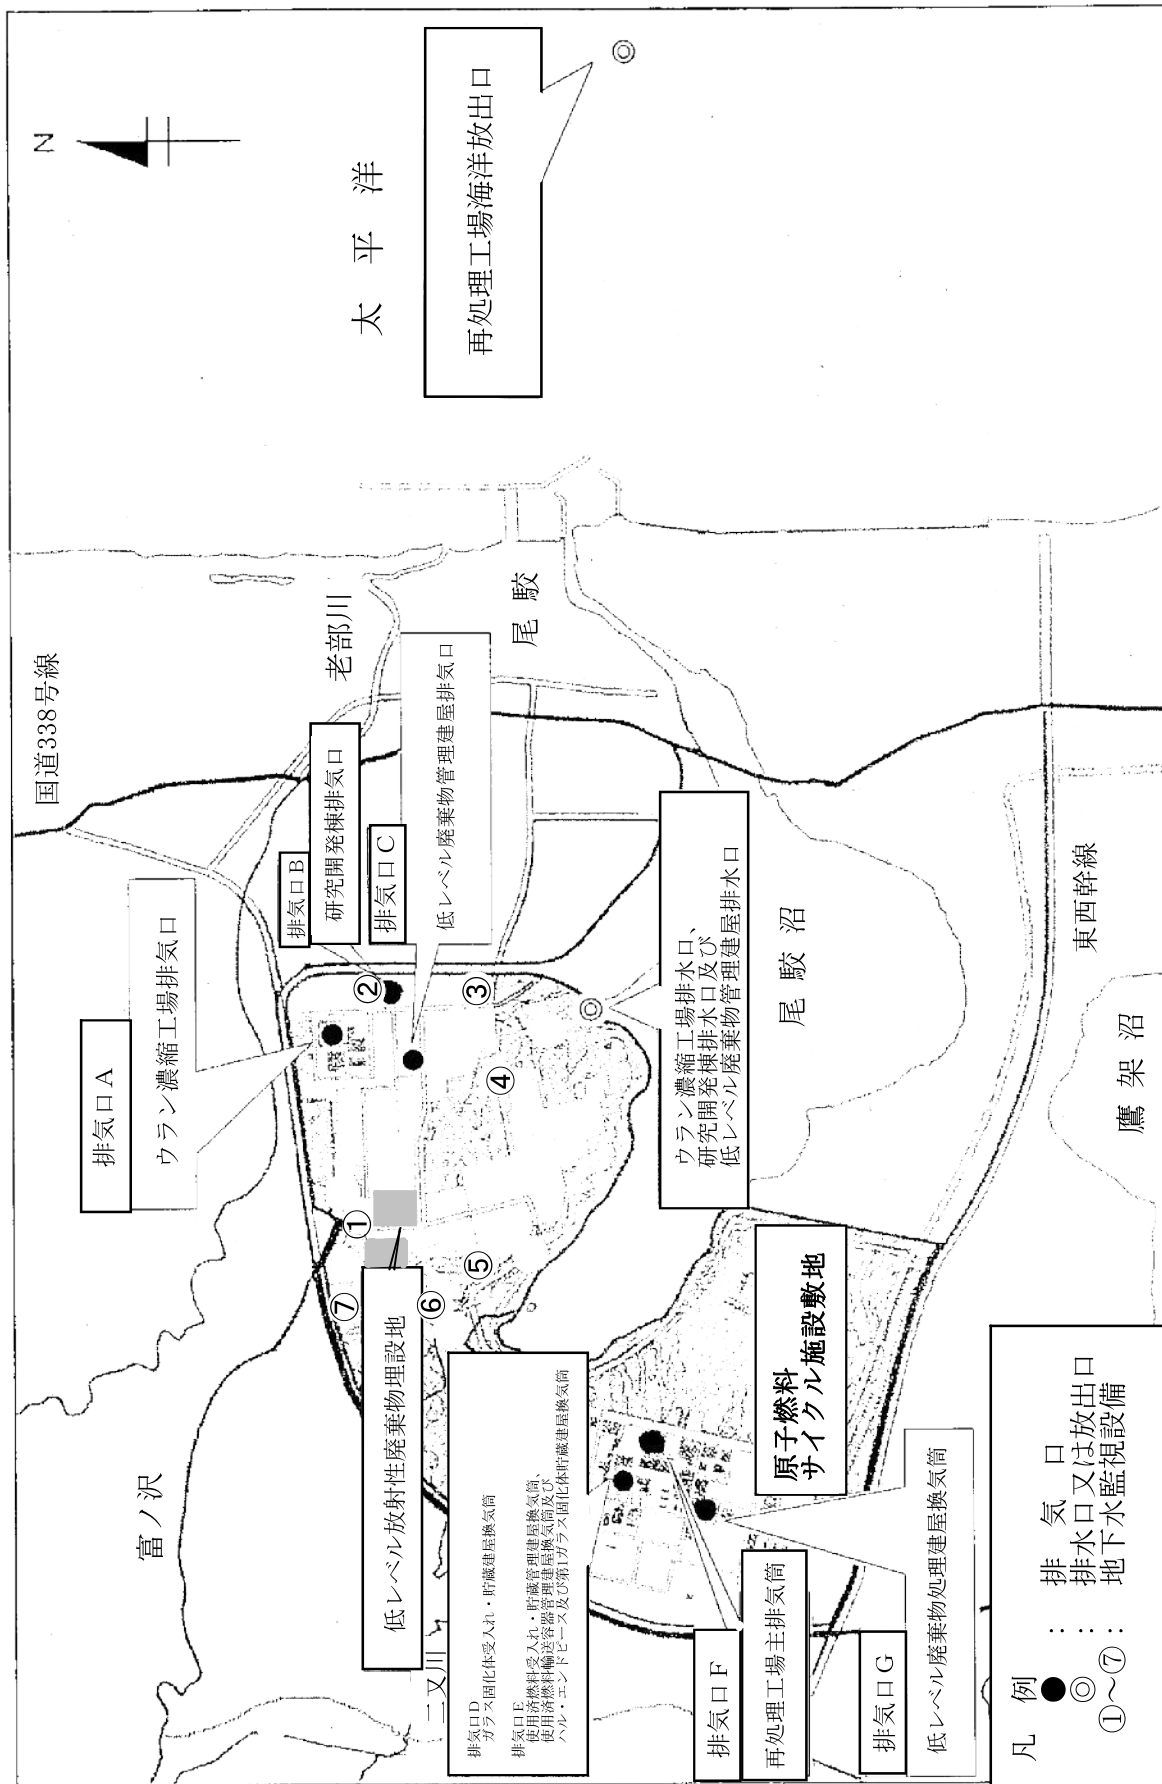 N
太平洋
再処理工場海洋放出口
国道338号線
老部川
尾駮
排気口A
ウラン濃縮工場排気口
排気口B
研究開発棟排気口
排気口C
低レベル廃棄物管理建屋排気口
②
③
④
①
⑤
⑥
⑦
富ノ沢
低レベル放射性廃棄物埋設地
二又川
ウラン濃縮工場排水口、
研究開発棟排水口及び
低レベル廃棄物管理建屋排水口
尾駮沼
東西幹線
鷹架沼
排気口D
ガラス固化体受入れ・貯蔵建屋換気筒
排気口E
使用済燃料受入れ・貯蔵管理建屋換気筒、
使用済燃料輸送容器管理建屋換気筒及び
ハル・エンドピース及び第1ガラス固化体貯蔵建屋換気筒
原子燃料
サイクル施設敷地
排気口F
再処理工場主排気筒
排気口G
低レベル廃棄物処理建屋換気筒
凡例
●：排気口
◎：排水口又は放出口
①～⑦：地下水監視設備